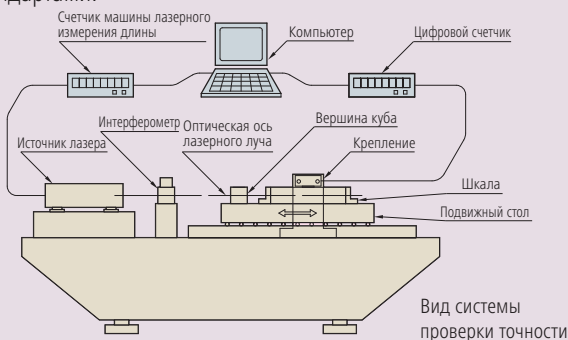 Счетчик машины лазерного
измерения длины
Компьютер
Цифровой счетчик
Интерферометр
Оптическая ось
лазерного луча
Вершина куба
Источник лазера
Крепление
Шкала
Подвижный стол
Вид системы
проверки точности